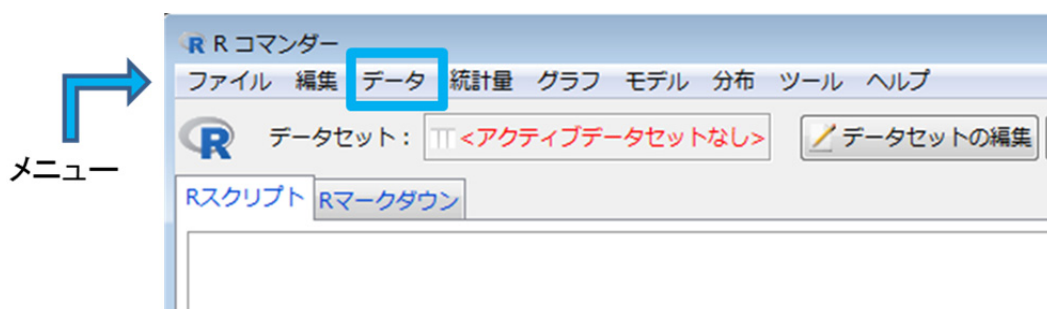 R コマンダー
ファイル 編集 データ 統計量 グラフ モデル 分布 ツール ヘルプ
データセット： <アクティブデータセットなし> データセットの編集
メニュー
Rスクリプト Rマークダウン